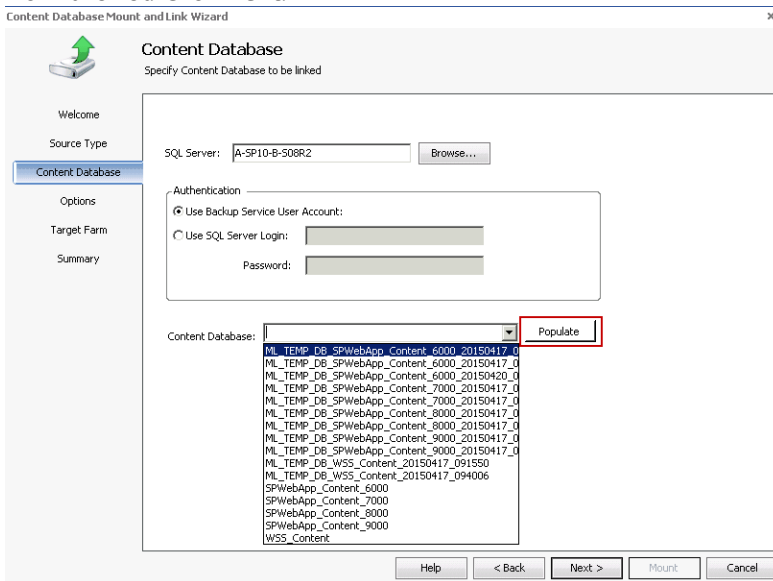 Content Database Mount and Link Wizard
Content Database
Specify Content Database to be linked
Welcome
Source Type
Content Database
Options
Target Farm
Summary
SQL Server: A-SP10-B-S08R2 Browse...
Authentication
Use Backup Service User Account:
Use SQL Server Login:
Password:
Content Database: Populate
ML_TEMP_DB_SPWebApp_Content_6000_20150417_0
ML_TEMP_DB_SPWebApp_Content_6000_20150417_0
ML_TEMP_DB_SPWebApp_Content_6000_20150420_0
ML_TEMP_DB_SPWebApp_Content_7000_20150417_0
ML_TEMP_DB_SPWebApp_Content_7000_20150417_0
ML_TEMP_DB_SPWebApp_Content_8000_20150417_0
ML_TEMP_DB_SPWebApp_Content_8000_20150417_0
ML_TEMP_DB_SPWebApp_Content_9000_20150417_0
ML_TEMP_DB_SPWebApp_Content_9000_20150417_0
ML_TEMP_DB_WSS_Content_20150417_091550
ML_TEMP_DB_WSS_Content_20150417_094006
SPWebApp_Content_6000
SPWebApp_Content_7000
SPWebApp_Content_8000
SPWebApp_Content_9000
WSS_Content
Help < Back Next > Mount Cancel